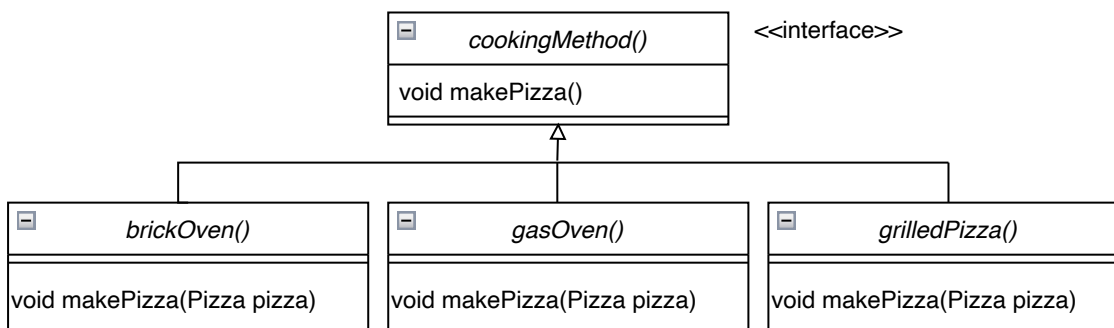 cookingMethod()
<<interface>>
void makePizza()
brickOven()
gasOven()
grilledPizza()
void makePizza(Pizza pizza)
void makePizza(Pizza pizza)
void makePizza(Pizza pizza)